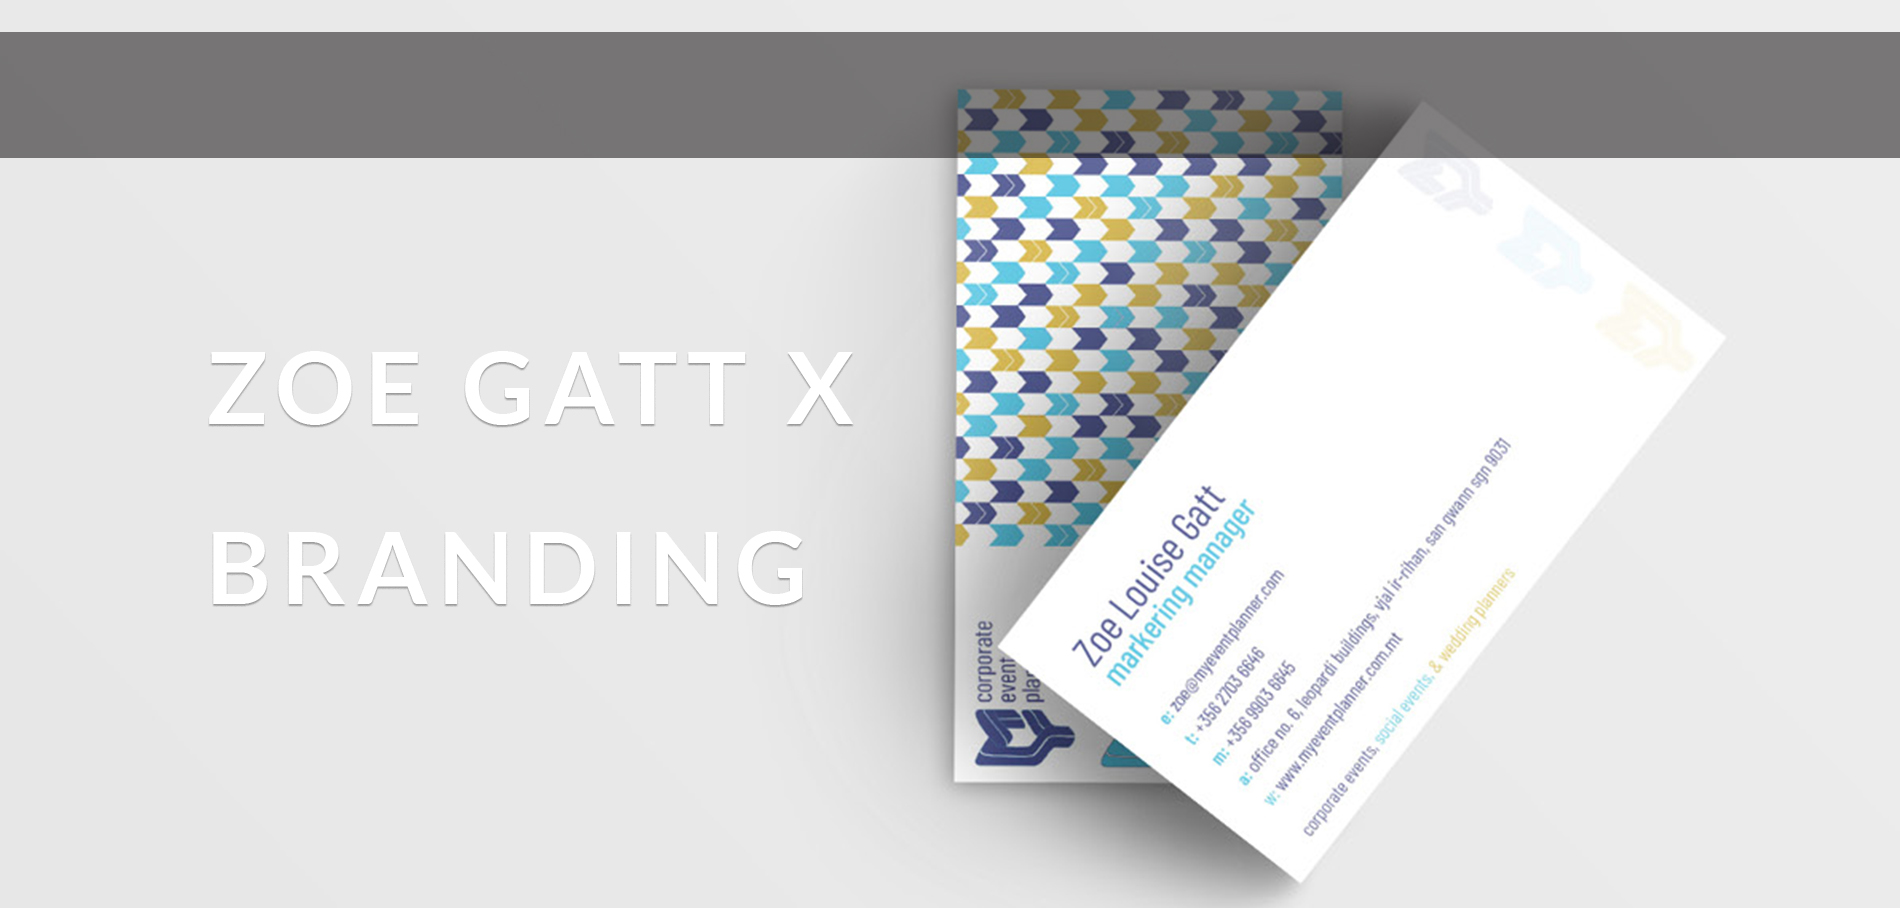 ZOE GATT X
BRANDING
corporate
event
Zoe Louise Gatt
markering manager
e: zoe@myeventplanner.com
t: +356 2703 6646
m: +356 9903 6645
a: office no. 6, leopardi buildings, vjal ir-rihan, san gwann sgn 9031
w: www.myeventplanner.com.mt
corporate events, social events, & wedding planners